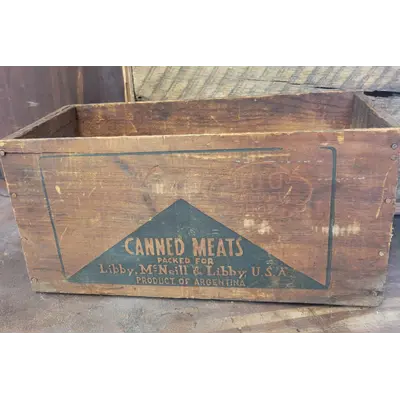 CANNED MEATS
PACKED FOR
Libby, McNeill & Libby, U.S.A.
PRODUCT OF ARGENTINA